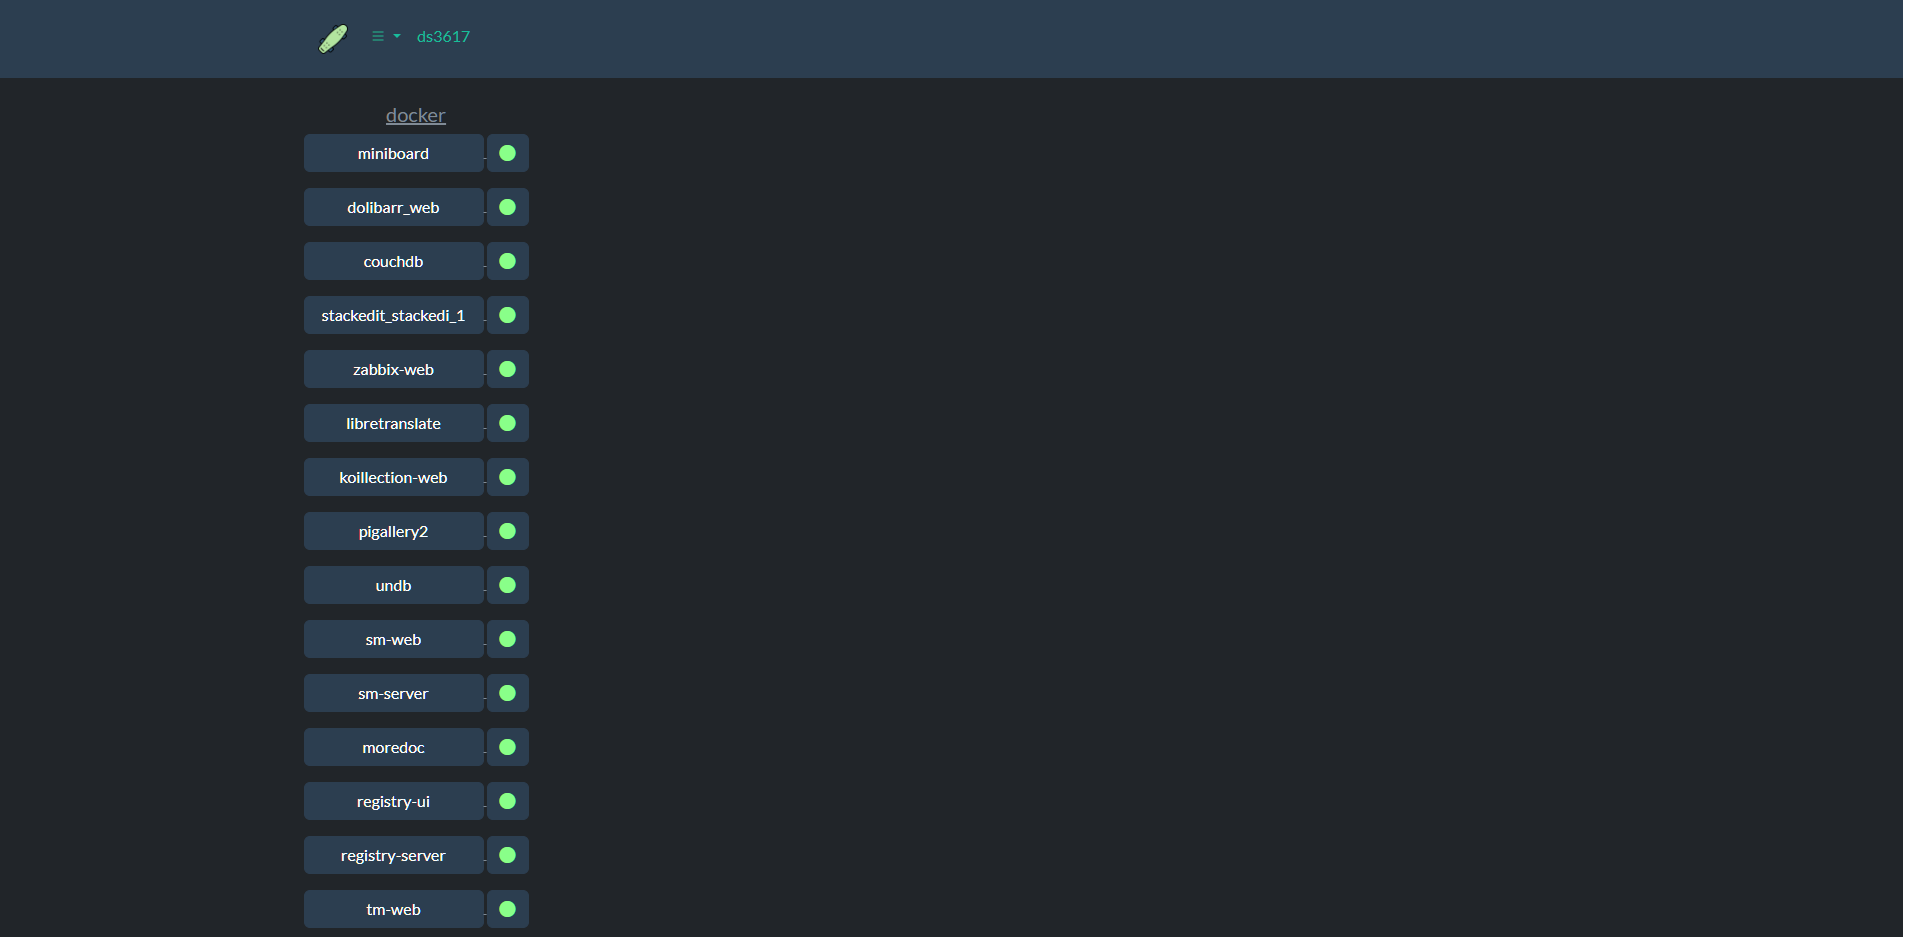 ds3617
docker
miniboard
dolibarr_web
couchdb
stackedit_stackedi_1
zabbix-web
libretranslate
koillection-web
pigallery2
undb
sm-web
sm-server
moredoc
registry-ui
registry-server
tm-web